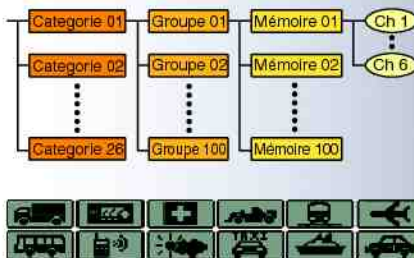 Categorie 01 Groupe 01 Mémoire 01 Ch 1
Categorie 02 Groupe 02 Mémoire 02 Ch 6
Categorie 26 Groupe 100 Mémoire 100
TAXI